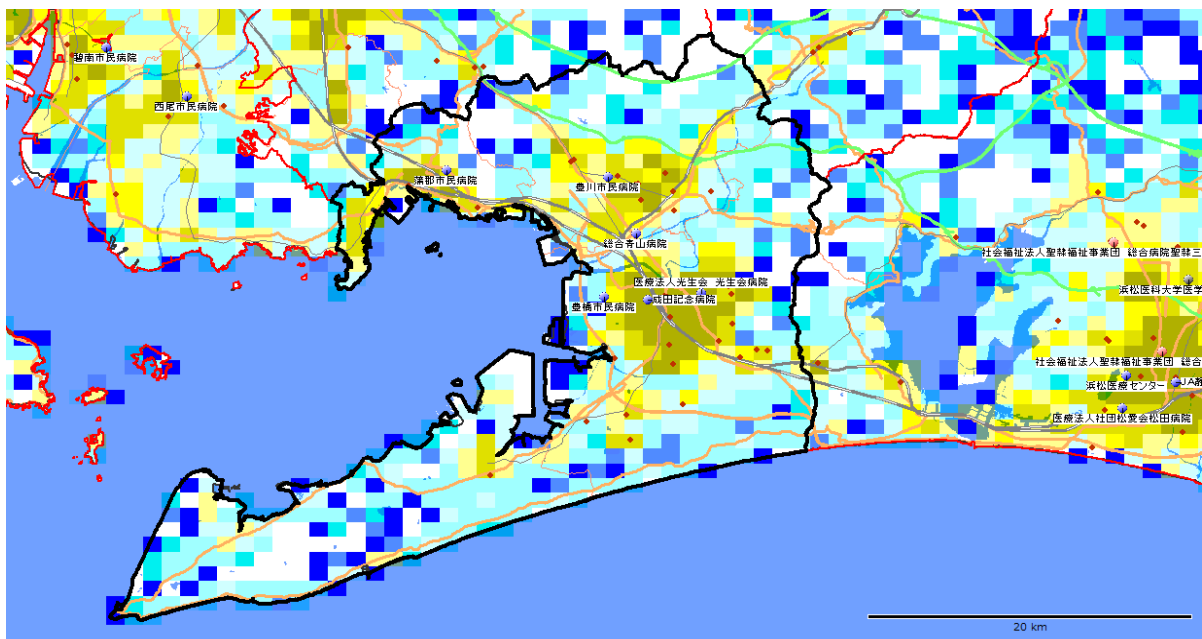 碧南市民病院
西尾市民病院
蒲郡市民病院
豊川市民病院
総合青山病院
社会福祉法人聖隷福祉事業団 総合病院聖隷三
医療法人光生会 光生会病院
浜松医科大学医学
豊橋市民病院
成田記念病院
社会福祉法人聖隷福祉事業団 総合
浜松医療センター
JA静
医療法人社団松愛会松田病院
20 km